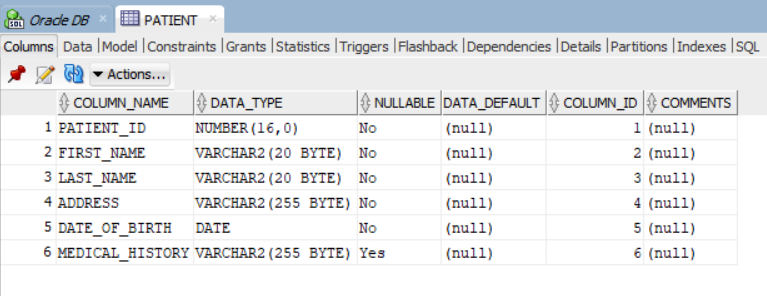 SQL Oracle DB × PATIENT ×
Columns Data |Model |Constraints |Grants |Statistics |Triggers |Flashback |Dependencies |Details |Partitions |Indexes |SQL
Actions...
COLUMN_NAME DATA_TYPE NULLABLE DATA_DEFAULT COLUMN_ID COMMENTS
1 PATIENT_ID NUMBER(16,0) No (null) 1 (null)
2 FIRST_NAME VARCHAR2(20 BYTE) No (null) 2 (null)
3 LAST_NAME VARCHAR2(20 BYTE) No (null) 3 (null)
4 ADDRESS VARCHAR2(255 BYTE) No (null) 4 (null)
5 DATE_OF_BIRTH DATE No (null) 5 (null)
6 MEDICAL_HISTORY VARCHAR2(255 BYTE) Yes (null) 6 (null)